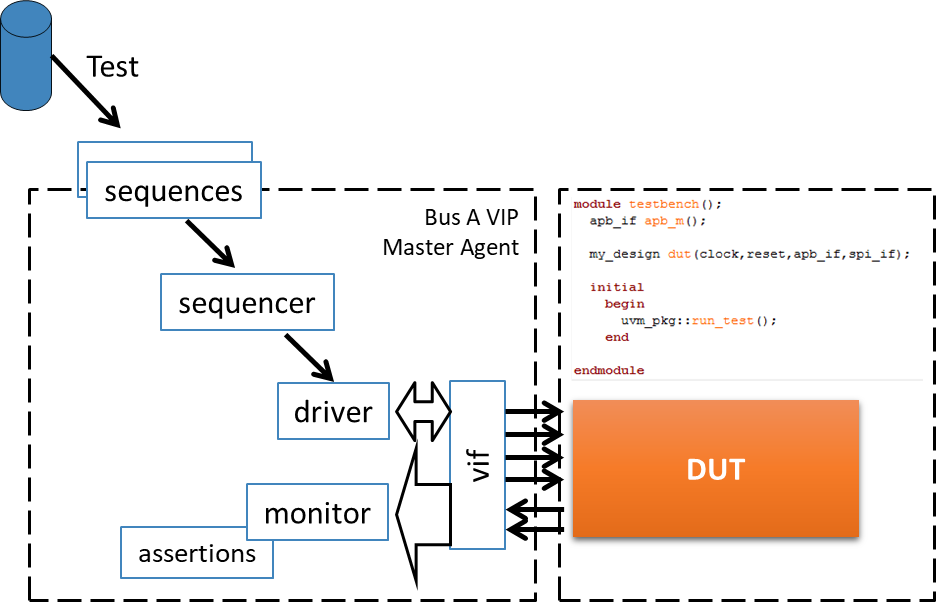 Test
sequences
Bus A VIP
Master Agent
sequencer
driver
vif
monitor
assertions
module testbench();
apb_if apb_m();
my_design dut(clock,reset,apb_if,spi_if);
initial
begin
uvm_pkg::run_test();
end
endmodule
DUT